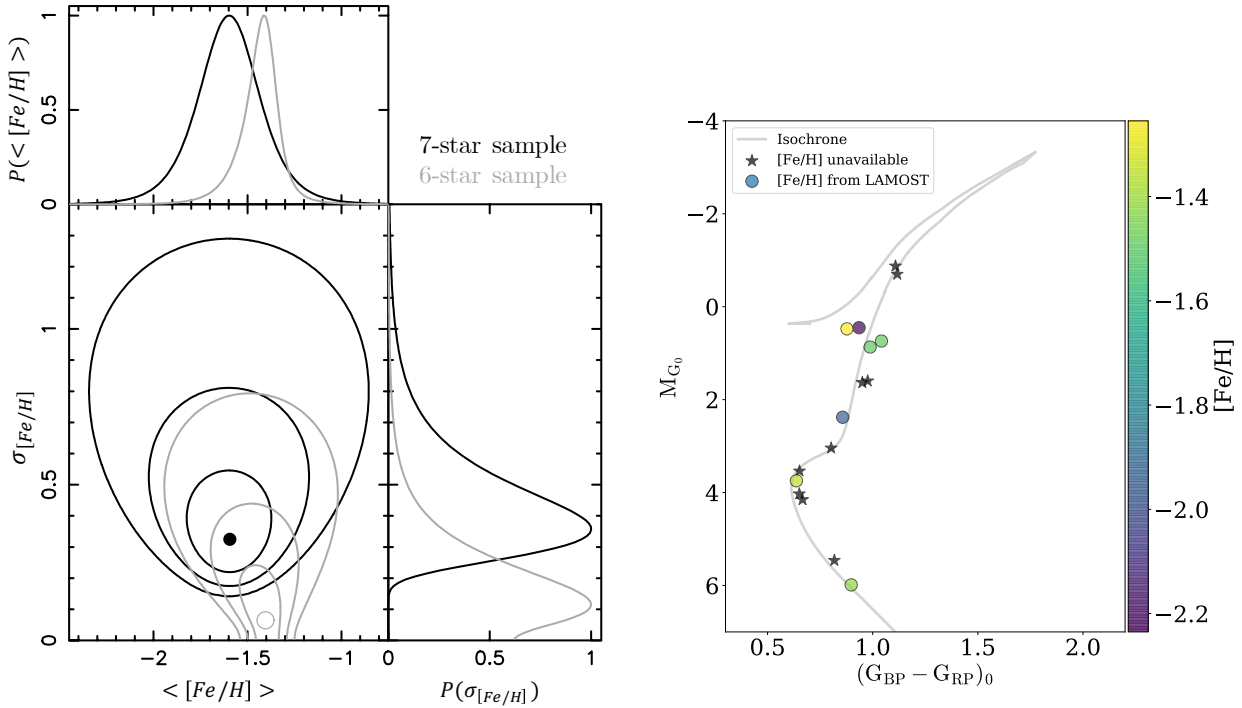 P(< [Fe/H] >)
1
0.5
0
7-star sample
6-star sample
σ[Fe/H]
1
0.5
0
−2
−1.5
−1
< [Fe/H] >
0
0.5
1
P(σ[Fe/H])
Isochrone
[Fe/H] unavailable
[Fe/H] from LAMOST
M_G₀
−4
−2
0
2
4
6
0.5
1.0
1.5
2.0
(G_BP − G_RP)₀
−1.4
−1.6
−1.8
−2.0
−2.2
[Fe/H]